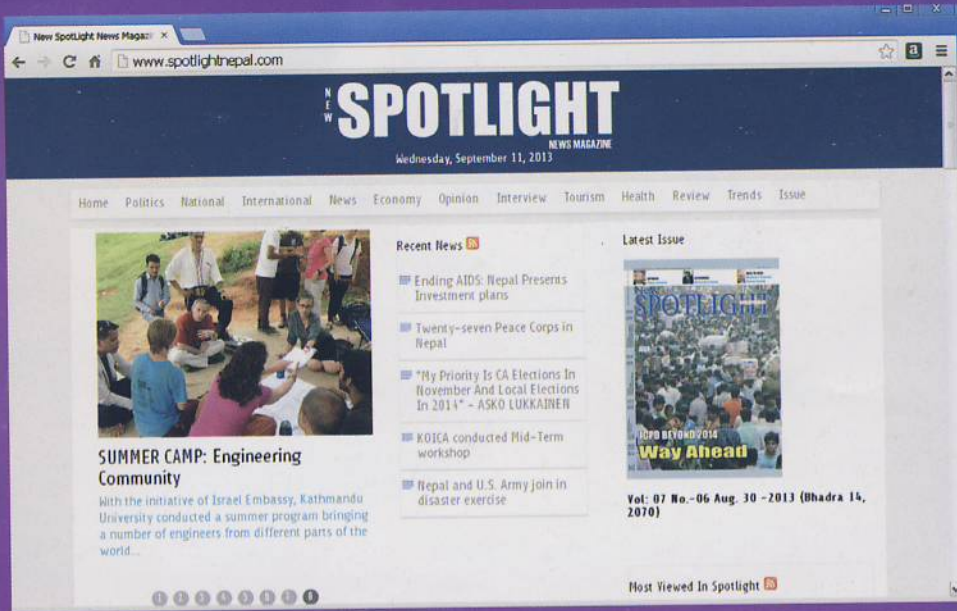 New SpotLight News Magazi
www.spotlightnepal.com
NEW
SPOTLIGHT
NEWS MAGAZINE
Wednesday, September 11, 2013
Home Politics National International News Economy Opinion Interview Tourism Health Review Trends Issue
SUMMER CAMP: Engineering
Community
With the initiative of Israel Embassy, Kathmandu
University conducted a summer program bringing
a number of engineers from different parts of the
world...
Recent News
Ending AIDS: Nepal Presents
Investment plans
Twenty-seven Peace Corps in
Nepal
"My Priority Is CA Elections In
November And Local Elections
In 2014" - ASKO LUKKAINEN
KOICA conducted Mid-Term
workshop
Nepal and U.S. Army join in
disaster exercise
Latest Issue
SPOTLIGHT
ICPD BEYOND 2014
Way Ahead
Vol: 07 No.-06 Aug. 30 -2013 (Bhadra 14,
2070)
Most Viewed In Spotlight